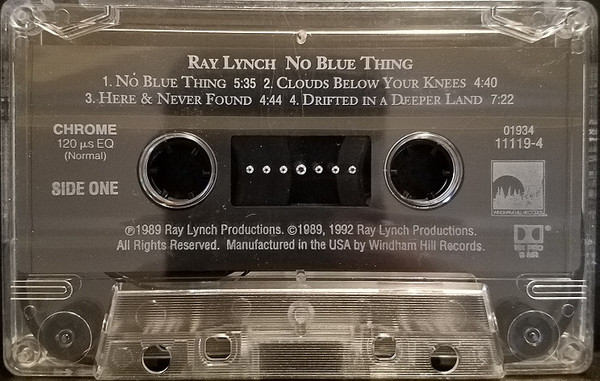 RAY LYNCH NO BLUE THING
1. NO BLUE THING 5:35 2. CLOUDS BELOW YOUR KNEES 4:40
3. HERE & NEVER FOUND 4:44 4. DRIFTED IN A DEEPER LAND 7:22
CHROME
120 µs EQ
(Normal)
01934
11119-4
SIDE ONE
WINDHAM HILL RECORDS
℗1989 Ray Lynch Productions. ©1989, 1992 Ray Lynch Productions.
All Rights Reserved. Manufactured in the USA by Windham Hill Records.